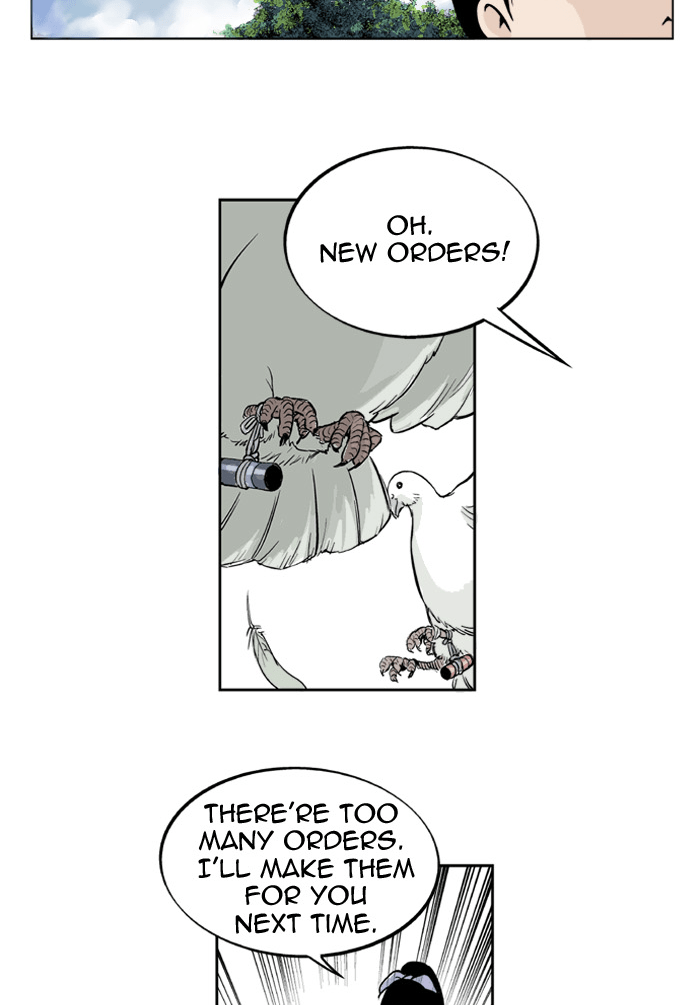 OH,
NEW ORDERS!
THERE'RE TOO
MANY ORDERS.
I'LL MAKE THEM
FOR YOU
NEXT TIME.